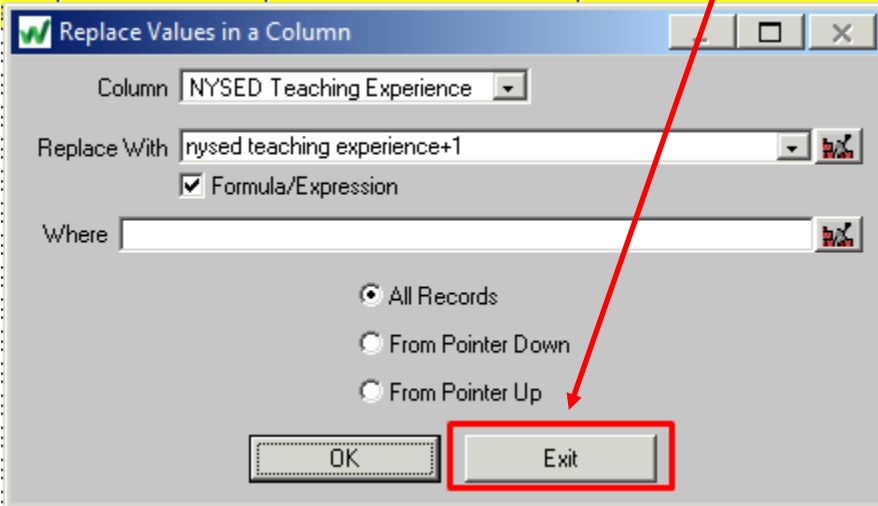 Replace Values in a Column
Column NYSED Teaching Experience
Replace With nysed teaching experience+1
Formula/Expression
Where
All Records
From Pointer Down
From Pointer Up
OK Exit